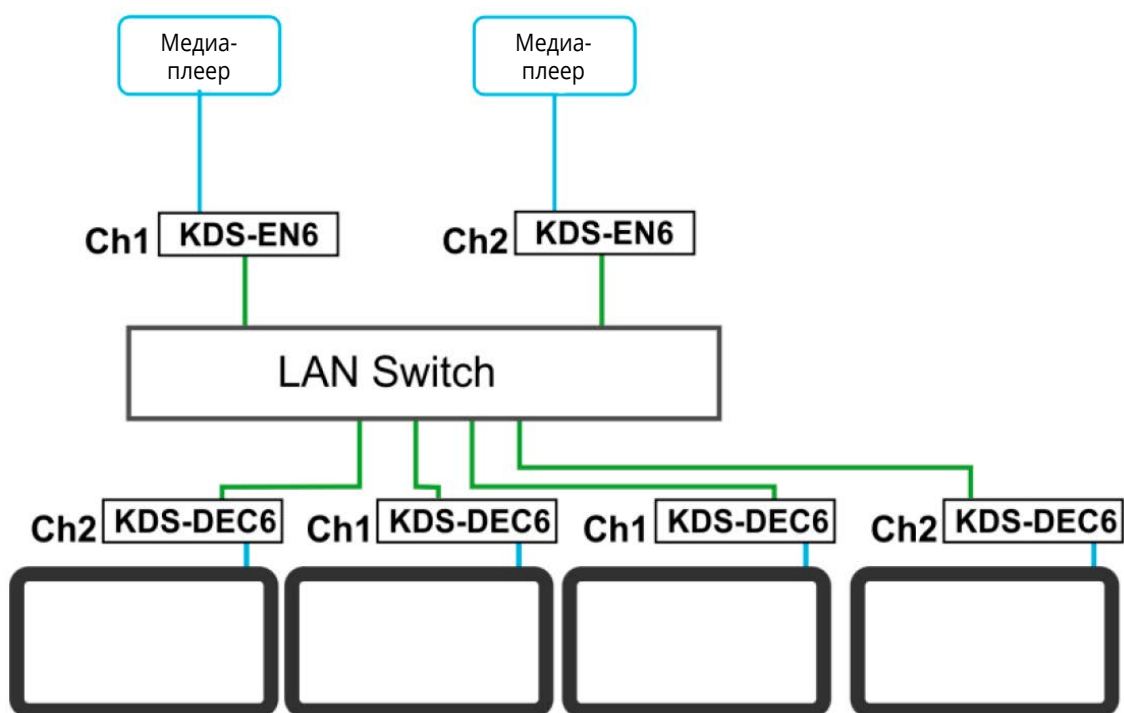 Медиа-
плеер
Медиа-
плеер
Ch1 KDS-EN6
Ch2 KDS-EN6
LAN Switch
Ch2 KDS-DEC6
Ch1 KDS-DEC6
Ch1 KDS-DEC6
Ch2 KDS-DEC6